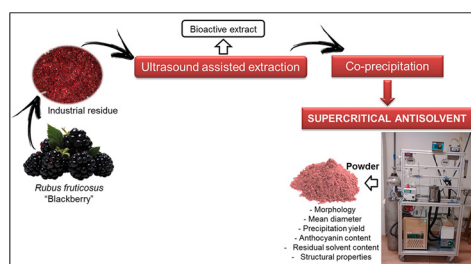 Bioactive extract
Ultrasound assisted extraction
Co-precipitation
Industrial residue
SUPERCRITICAL ANTISOLVENT
Rubus fruticosus
"Blackberry"
Powder
- Morphology
- Mean diameter
- Precipitation yield
- Anthocyanin content
- Residual solvent content
- Structural properties